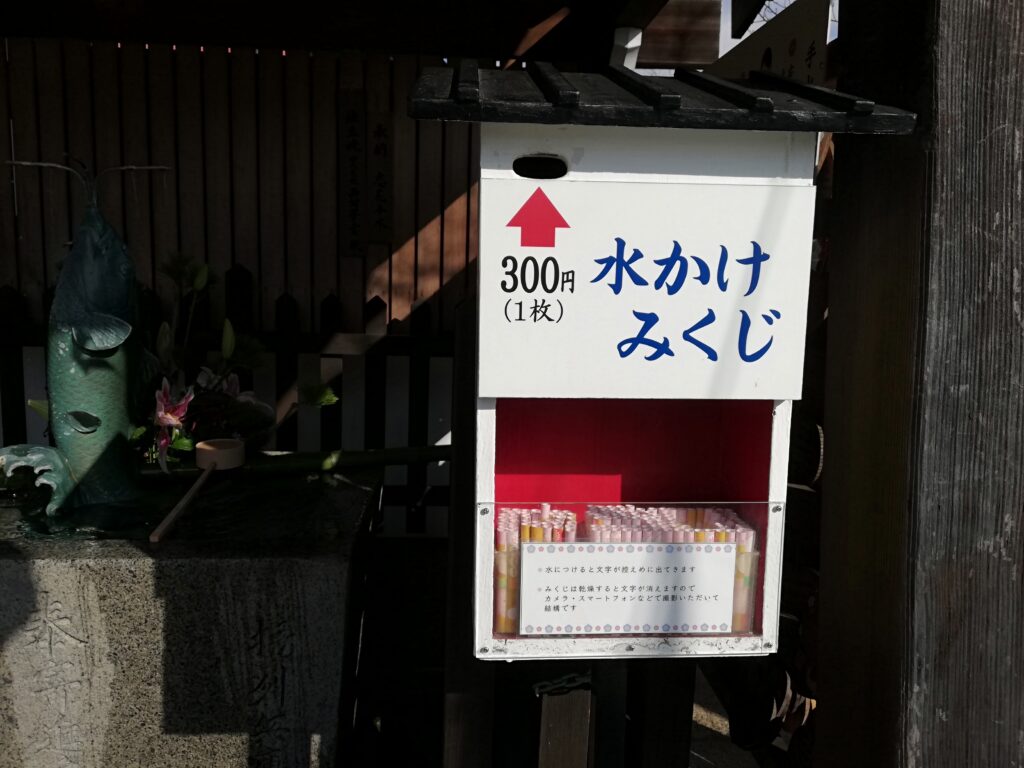 300円
(1枚)
水かけ
みくじ
※水につけると文字が控えめに出てきます
※みくじは乾燥すると文字が消えますので
カメラ・スマートフォンなどで撮影いただいて
結構です
奉